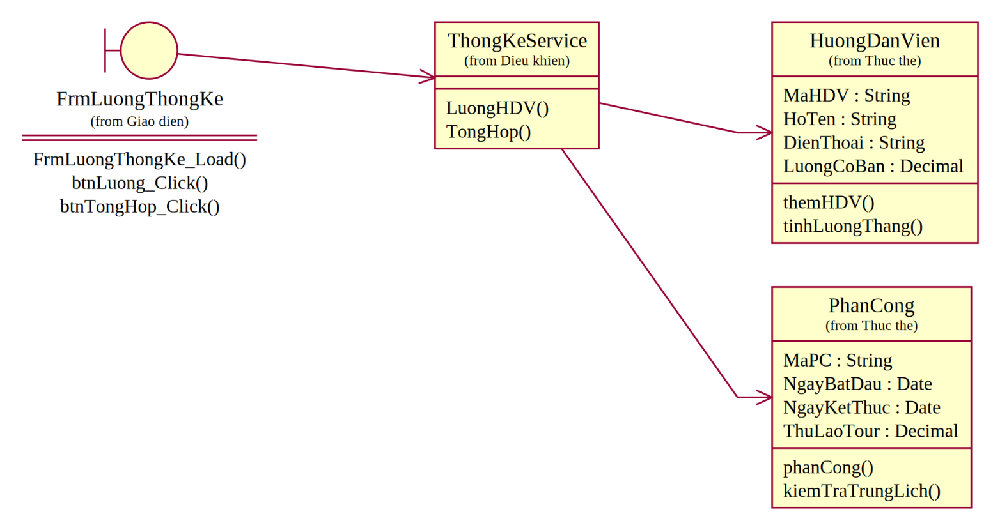 FrmLuongThongKe
(from Giao dien)
FrmLuongThongKe_Load()
btnLuong_Click()
btnTongHop_Click()
ThongKeService
(from Dieu khien)
LuongHDV()
TongHop()
HuongDanVien
(from Thuc the)
MaHDV : String
HoTen : String
DienThoai : String
LuongCoBan : Decimal
themHDV()
tinhLuongThang()
PhanCong
(from Thuc the)
MaPC : String
NgayBatDau : Date
NgayKetThuc : Date
ThuLaoTour : Decimal
phanCong()
kiemTraTrungLich()